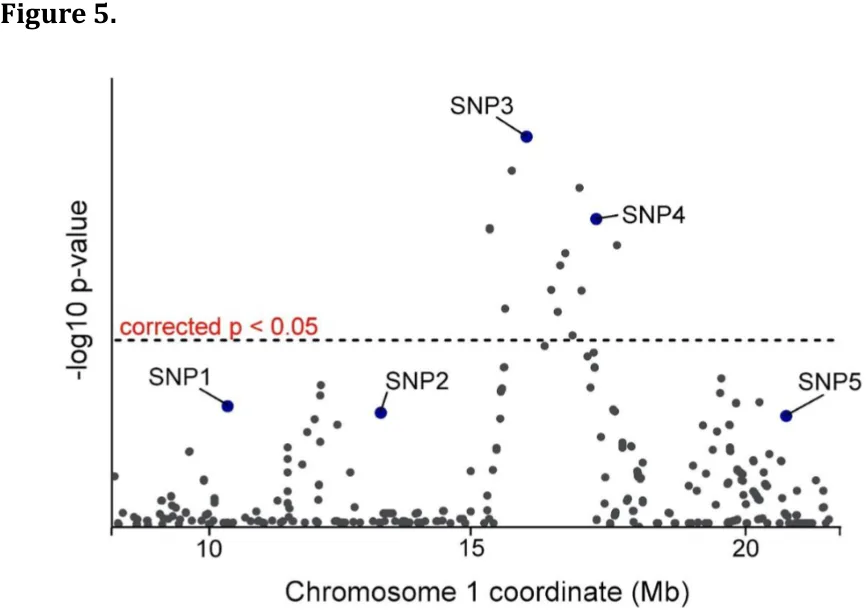 Figure 5.
SNP3
SNP4
-log10 p-value
corrected p < 0.05
SNP1
SNP2
SNP5
10
15
20
Chromosome 1 coordinate (Mb)